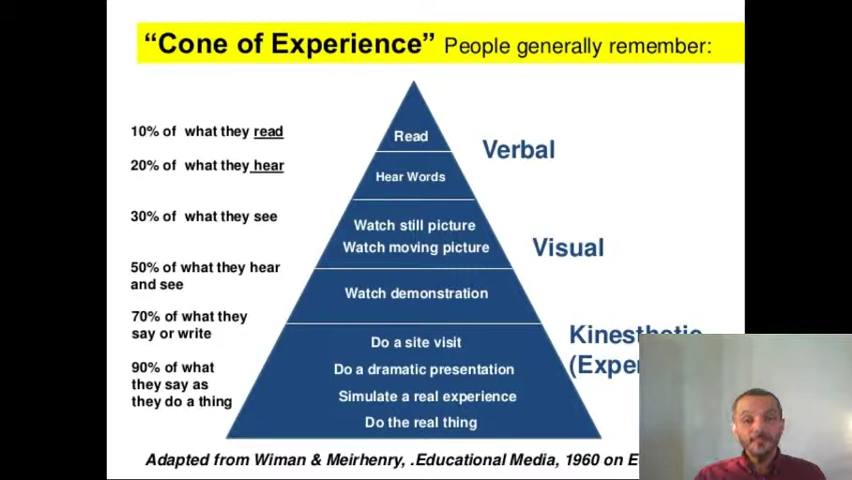 “Cone of Experience” People generally remember:
10% of what they read
20% of what they hear
30% of what they see
50% of what they hear
and see
70% of what they
say or write
90% of what
they say as
they do a thing
Read
Hear Words
Watch still picture
Watch moving picture
Watch demonstration
Do a site visit
Do a dramatic presentation
Simulate a real experience
Do the real thing
Verbal
Visual
Kinesthetic
Adapted from Wiman & Meirhenry, .Educational Media, 1960 on